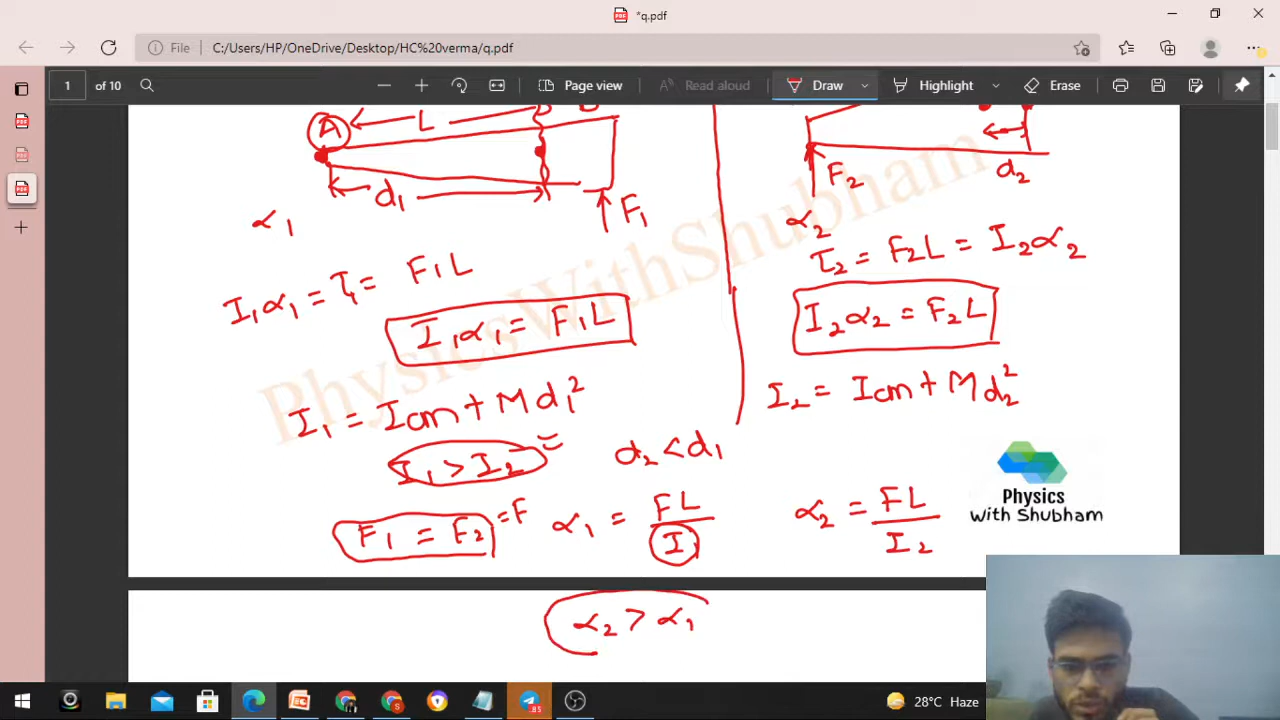 *q.pdf
File C:/Users/HP/OneDrive/Desktop/HC%20verma/q.pdf
1 of 10 Page view Read aloud Draw Highlight Erase
A L
d₁ F₁
α₁
I₁α₁ = τ₁ = F₁L
I₁α₁ = F₁L
I₁ = Icm + Md₁²
I₁ > I₂ = d₂ < d₁
F₁ = F₂ = F α₁ = FL/I
F₂ d₂
α₂
τ₂ = F₂L = I₂α₂
I₂α₂ = F₂L
I₂ = Icm + Md₂²
α₂ = FL/I₂
α₂ > α₁
PhysicsWithShubham
Physics
With Shubham
28°C Haze